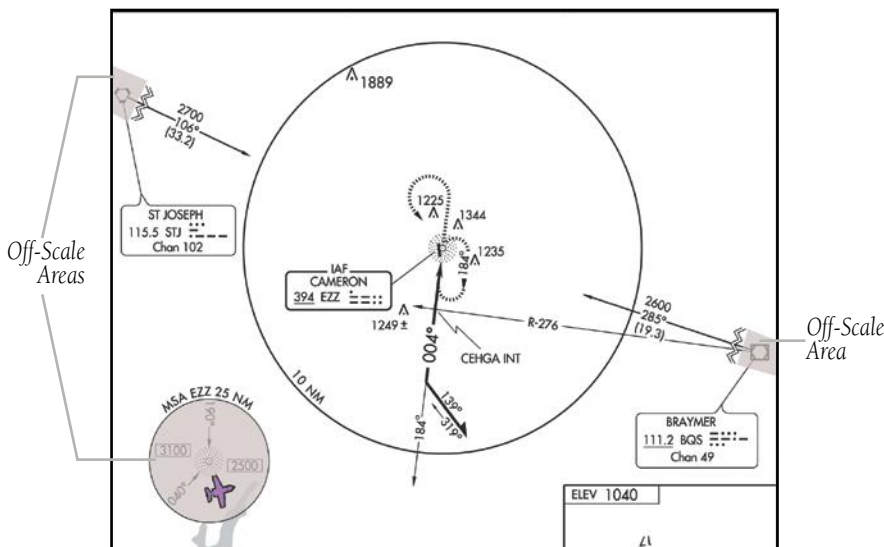 1889
2700
106°
(33.2)
ST JOSEPH
115.5 STJ
Chan 102
Off-Scale
Areas
1225
1344
1235
184°
IAF
CAMERON
394 EZZ
1249 ±
004°
R-276
CEHGA INT
2600
285°
(19.3)
Off-Scale
Area
10 NM
139°
319°
184°
BRAYMER
111.2 BQS
Chan 49
MSA EZZ 25 NM
190°
3100
2500
040°
ELEV 1040
17